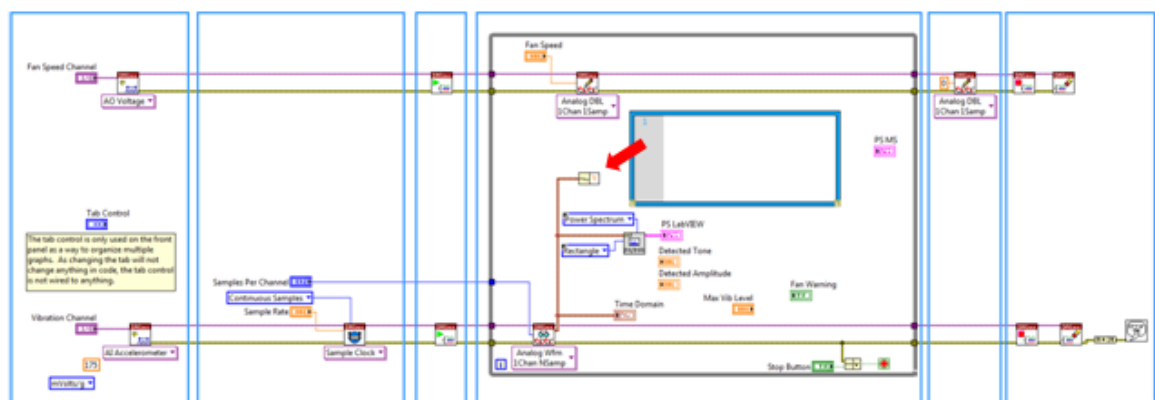 Fan Speed Channel
AO Voltage
Tab Control
The tab control is only used on the front
panel as a way to organize multiple
graphs. As changing the tab will not
change anything in code, the tab control
is not wired to anything.
Vibration Channel
AI Accelerometer
175
mVolts/g
Samples Per Channel
Continuous Samples
Sample Rate
Sample Clock
Fan Speed
Analog DBL
1Chan 1Samp
1
PS MS
Power Spectrum
PS LabVIEW
Rectangle
Detected Tone
Detected Amplitude
Fan Warning
Time Domain
Max Vib Level
Analog Wfm
1Chan NSamp
i
Stop Button
0
Analog DBL
1Chan 1Samp